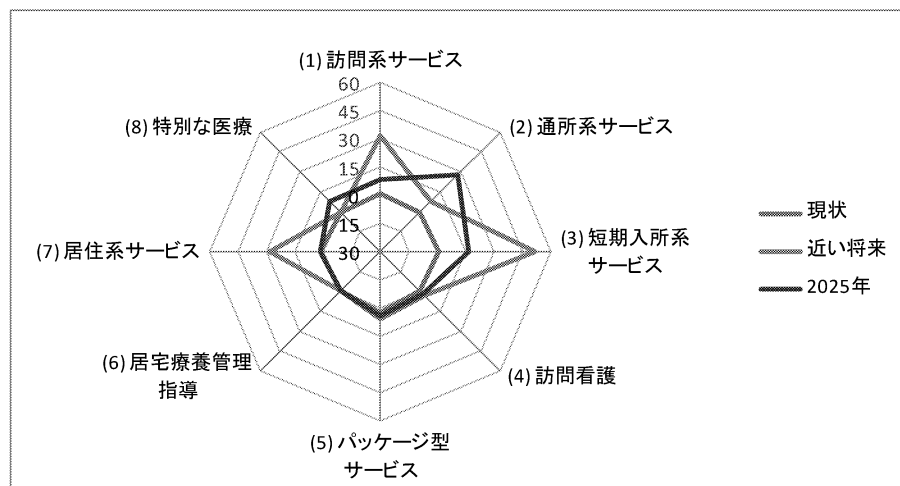 (1) 訪問系サービス
60
45
30
15
0
15
30
(2) 通所系サービス
(3) 短期入所系
サービス
(4) 訪問看護
(5) パッケージ型
サービス
(6) 居宅療養管理
指導
(7) 居住系サービス
(8) 特別な医療
現状
近い将来
2025年